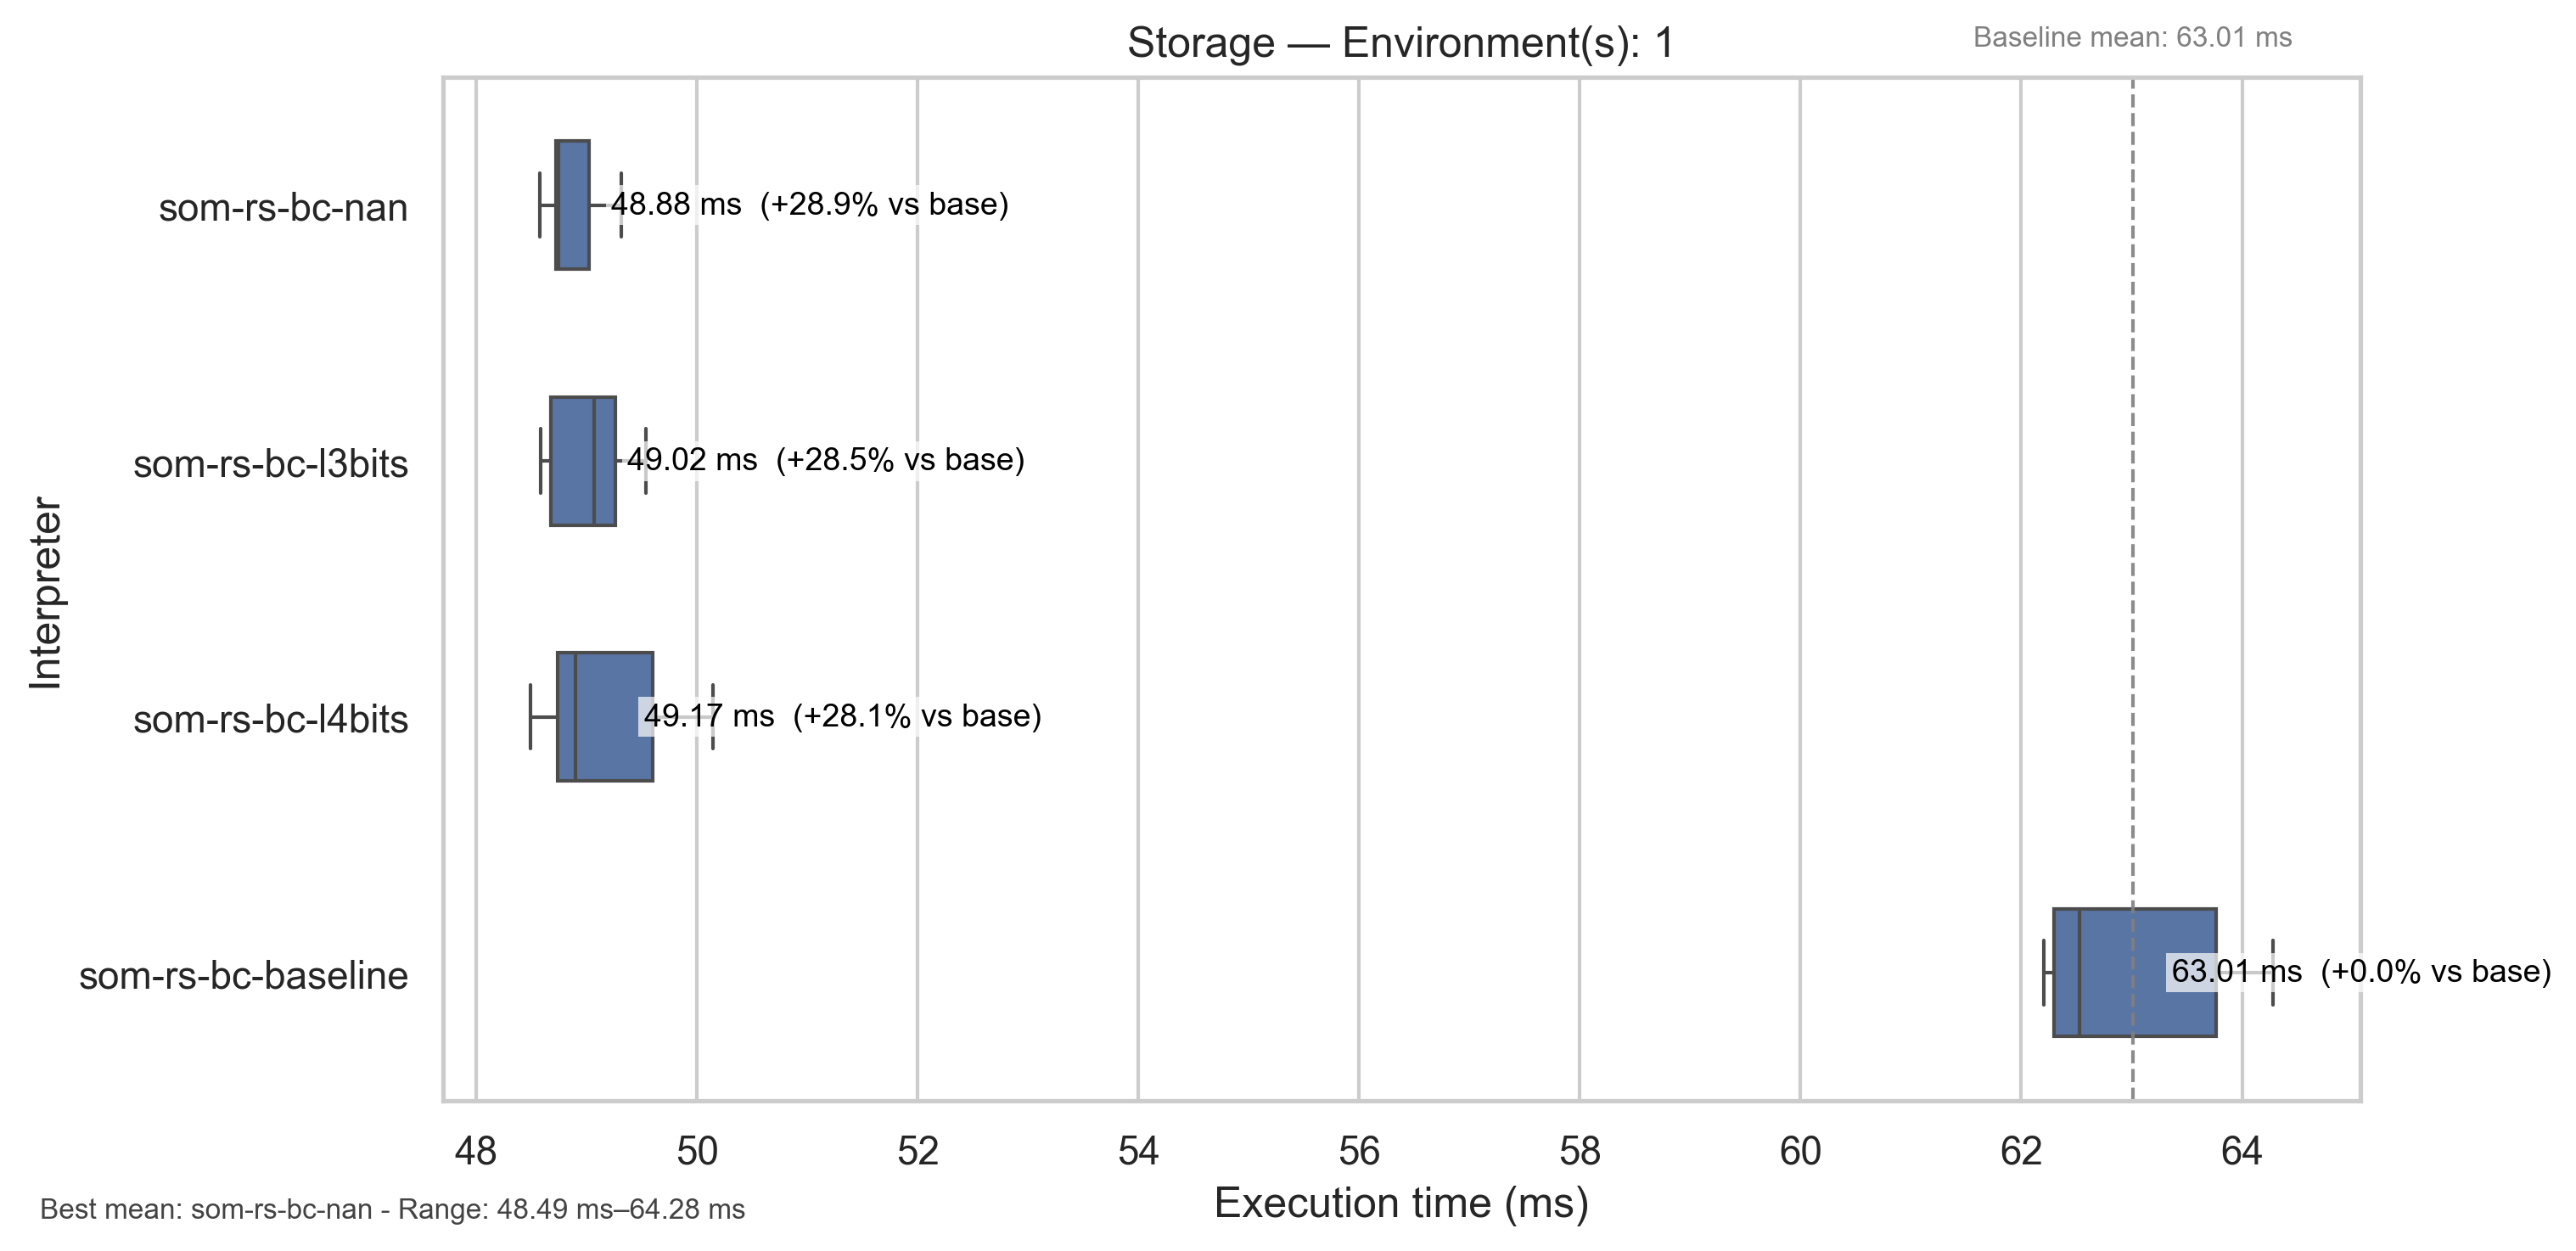 Storage — Environment(s): 1
Baseline mean: 63.01 ms
Interpreter
som-rs-bc-nan
48.88 ms (+28.9% vs base)
som-rs-bc-l3bits
49.02 ms (+28.5% vs base)
som-rs-bc-l4bits
49.17 ms (+28.1% vs base)
som-rs-bc-baseline
63.01 ms (+0.0% vs base)
48 50 52 54 56 58 60 62 64
Execution time (ms)
Best mean: som-rs-bc-nan - Range: 48.49 ms–64.28 ms